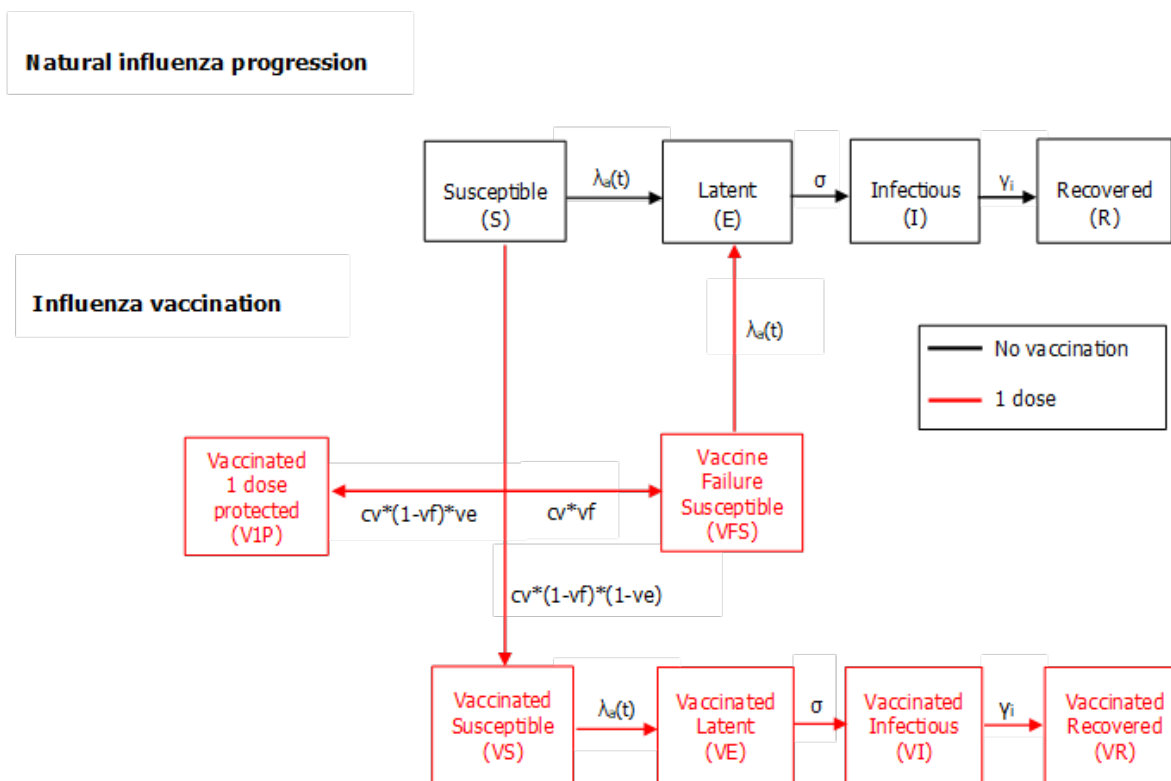 Natural influenza progression
Susceptible
(S)
λₐ(t)
Latent
(E)
σ
Infectious
(I)
γᵢ
Recovered
(R)
Influenza vaccination
λₐ(t)
No vaccination
1 dose
Vaccinated
1 dose
protected
(V1P)
cv*(1-vf)*ve
cv*vf
Vaccine
Failure
Susceptible
(VFS)
cv*(1-vf)*(1-ve)
Vaccinated
Susceptible
(VS)
λₐ(t)
Vaccinated
Latent
(VE)
σ
Vaccinated
Infectious
(VI)
γᵢ
Vaccinated
Recovered
(VR)